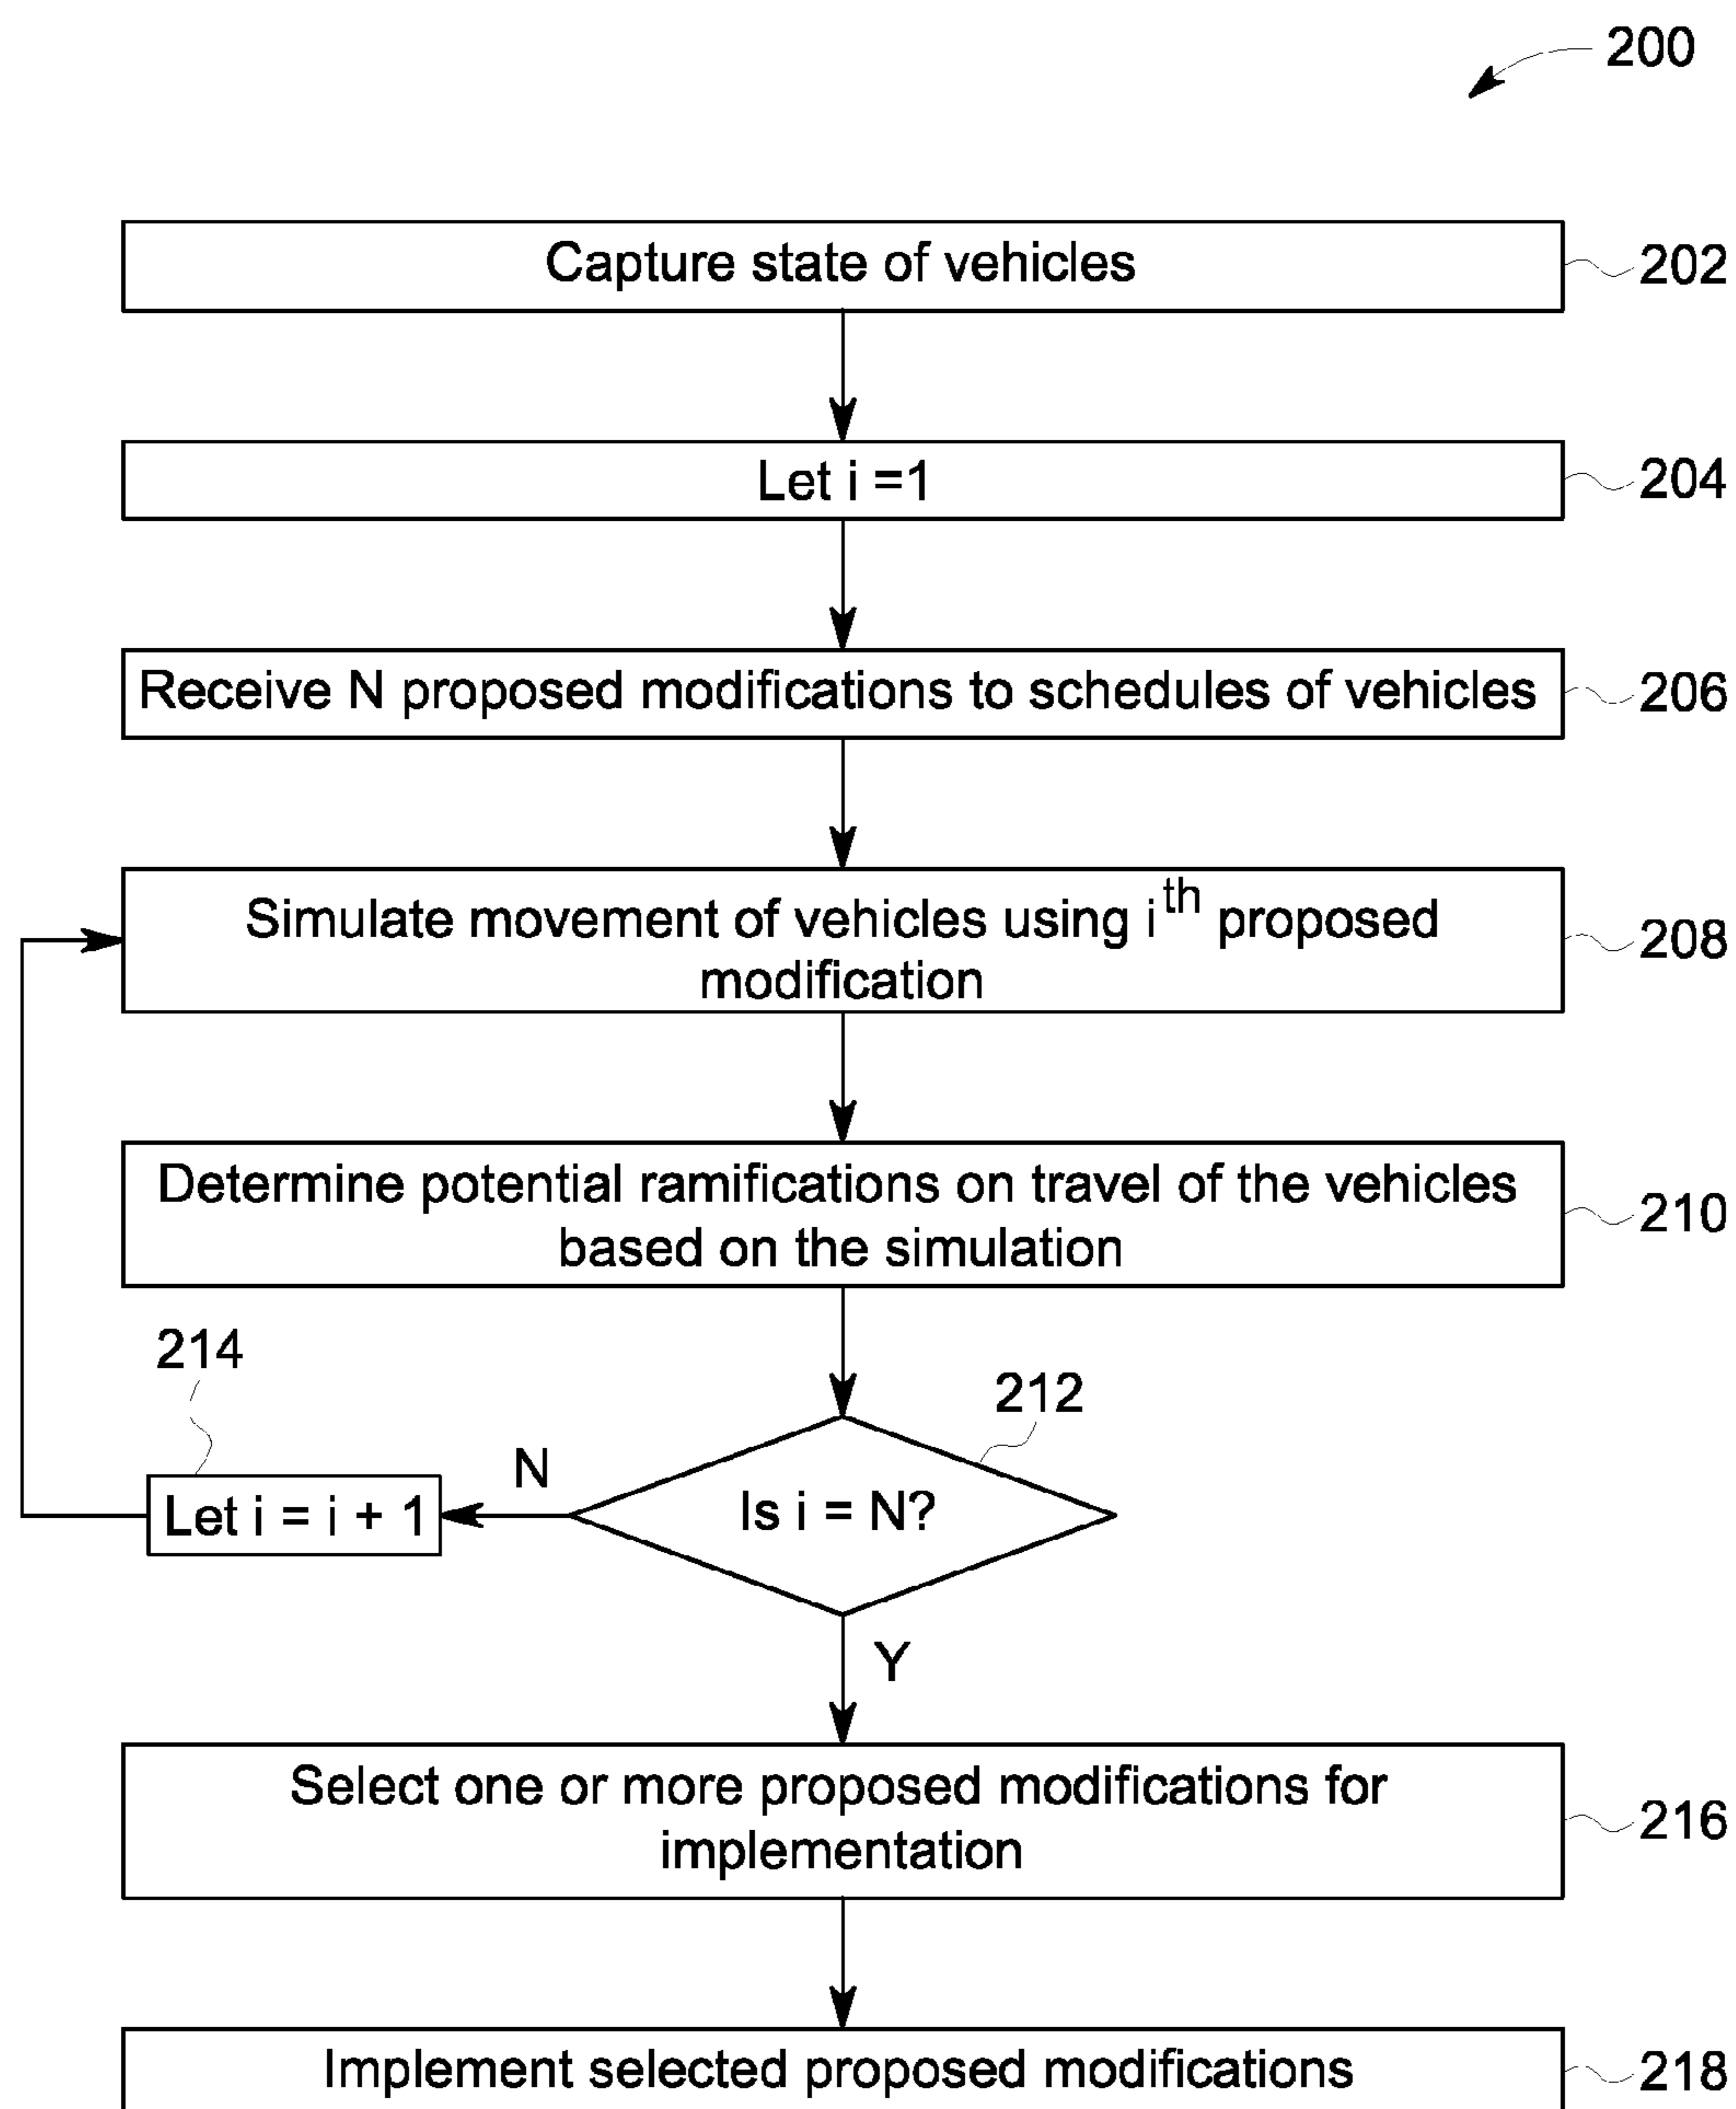 200
Capture state of vehicles
202
Let i =1
204
Receive N proposed modifications to schedules of vehicles
206
Simulate movement of vehicles using ith proposed
modification
208
Determine potential ramifications on travel of the vehicles
based on the simulation
210
214
212
N
Let i = i + 1
Is i = N?
Y
Select one or more proposed modifications for
implementation
216
Implement selected proposed modifications
218